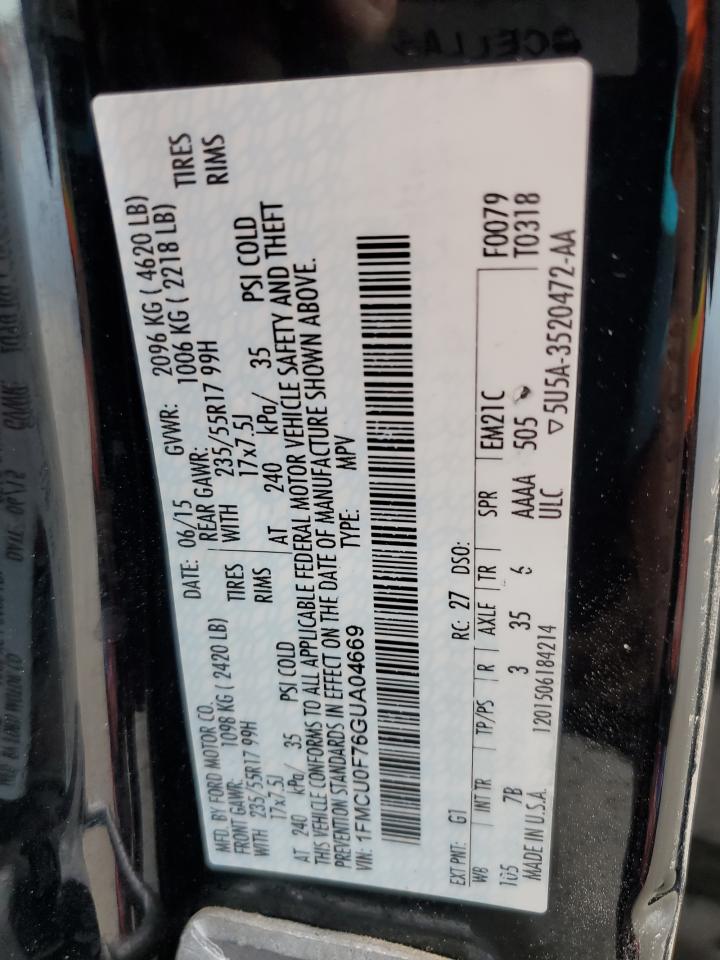 MFD. BY FORD MOTOR CO.
DATE: 06/15 GVWR: 2096 KG ( 4620 LB)
FRONT GAWR: 1098 KG ( 2420 LB) REAR GAWR: 1006 KG ( 2218 LB)
WITH 235/55R17 99H TIRES WITH 235/55R17 99H TIRES
17x7.5J RIMS 17x7.5J RIMS
AT 240 kPa/ 35 PSI COLD AT 240 kPa/ 35 PSI COLD
THIS VEHICLE CONFORMS TO ALL APPLICABLE FEDERAL MOTOR VEHICLE SAFETY AND THEFT
PREVENTION STANDARDS IN EFFECT ON THE DATE OF MANUFACTURE SHOWN ABOVE.
VIN: 1FMCU0F76GUA04669 TYPE: MPV
EXT PNT: G1 RC: 27 DSO: F0079
WB INT TR TP/PS R AXLE TR SPR EM21C T0318
105 7B 3 35 6 AAAA 505
MADE IN U.S.A. 1201506184214 ULC ▽5U5A-3520472-AA